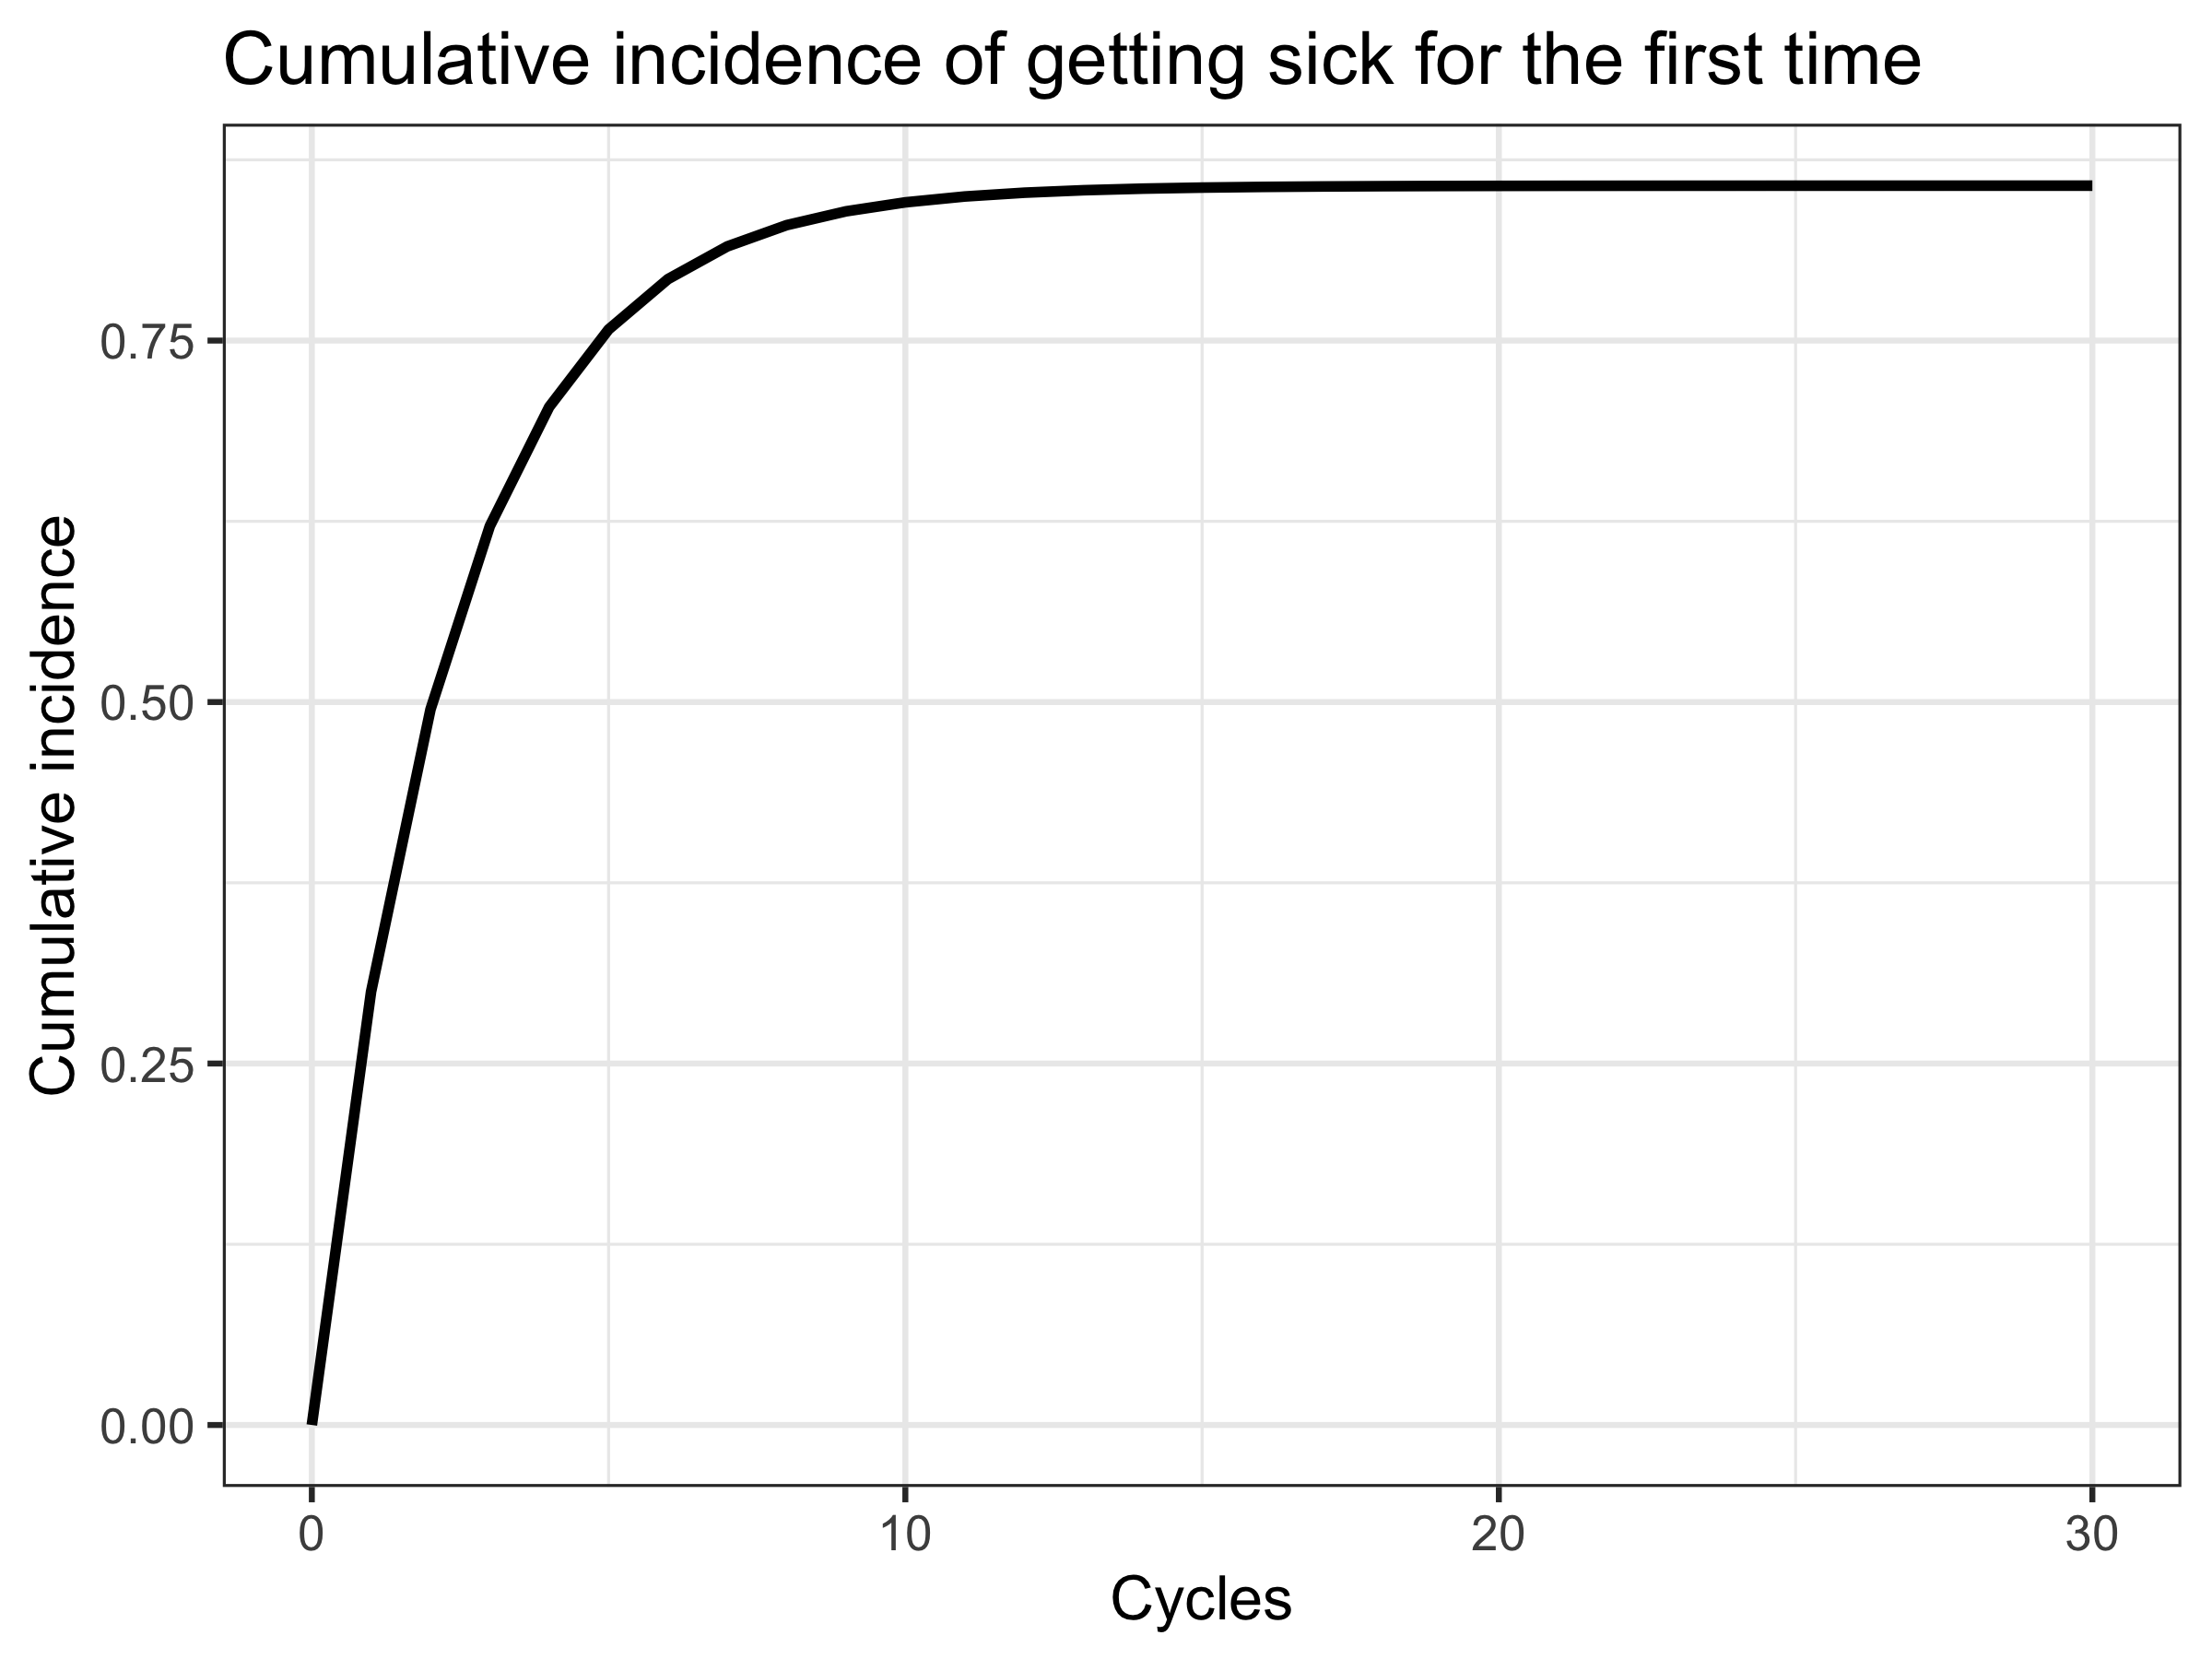 Cumulative incidence of getting sick for the first time
Cumulative incidence
0.75
0.50
0.25
0.00
0 10 20 30
Cycles